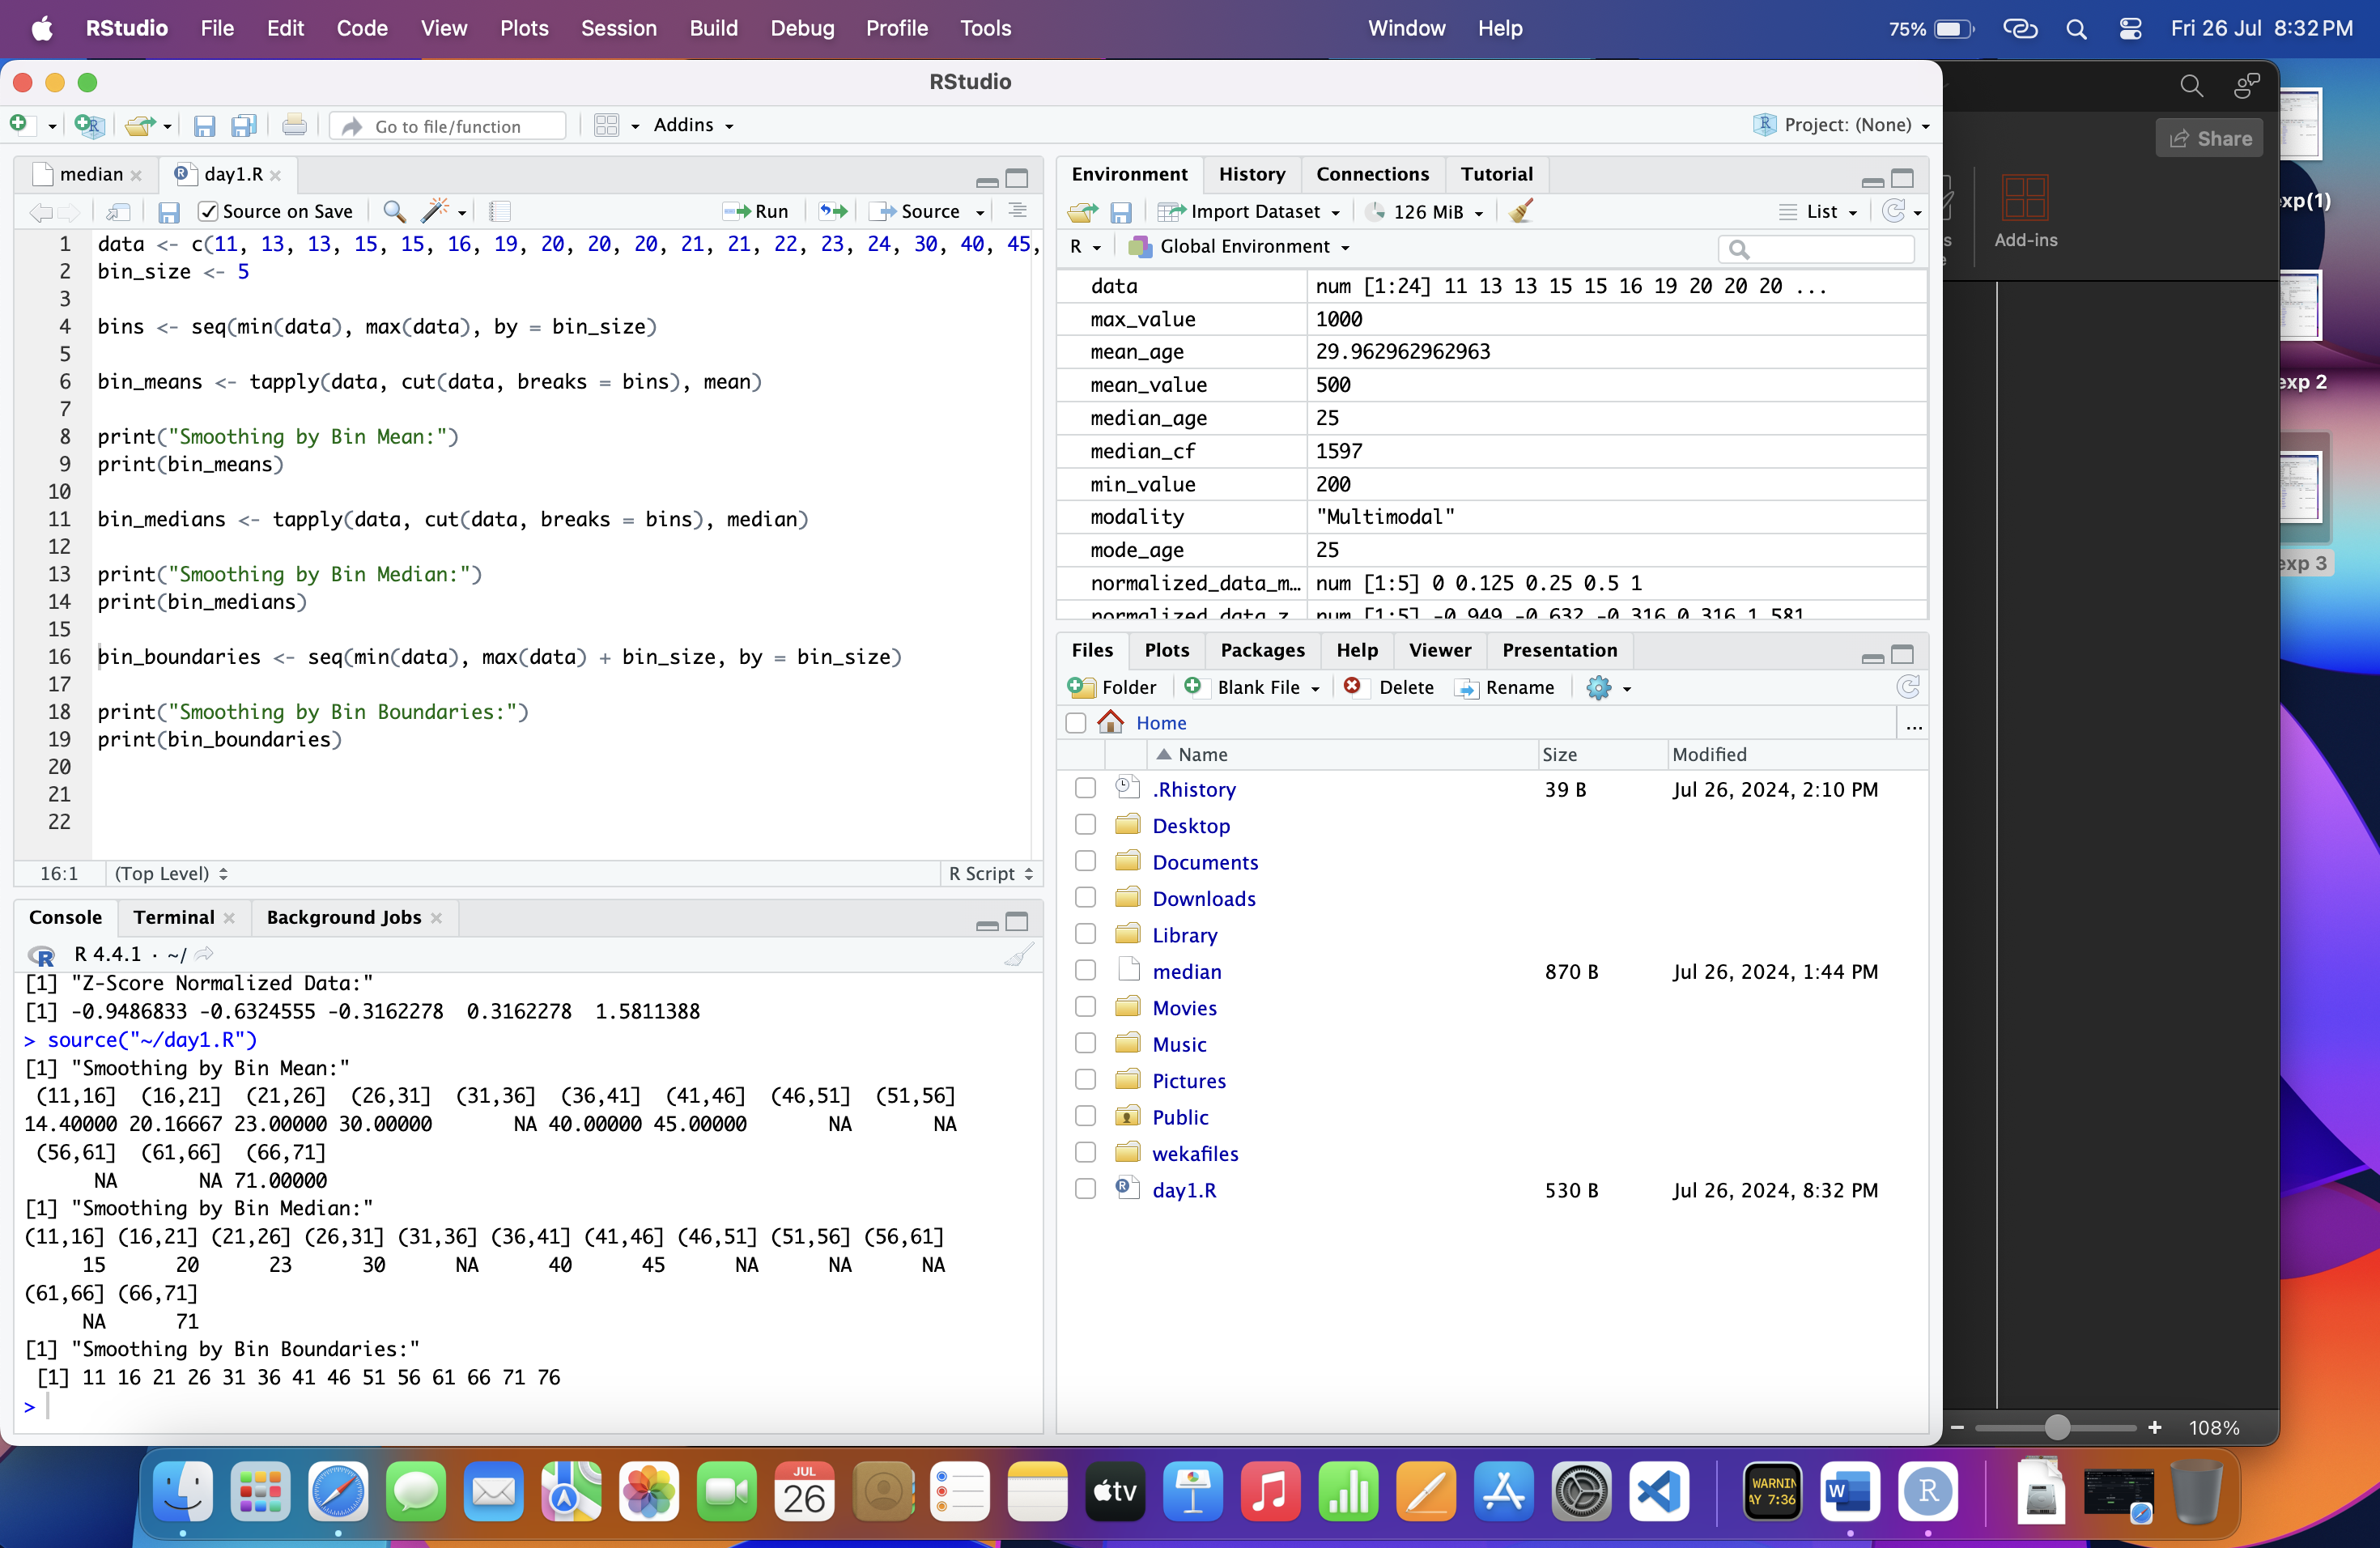 RStudio File Edit Code View Plots Session Build Debug Profile Tools Window Help 75% Fri 26 Jul 8:32 PM
RStudio
Go to file/function Addins Project: (None)
median day1.R
Source on Save Run Source
1 data <- c(11, 13, 13, 15, 15, 16, 19, 20, 20, 20, 21, 21, 22, 23, 24, 30, 40, 45,
2 bin_size <- 5
3
4 bins <- seq(min(data), max(data), by = bin_size)
5
6 bin_means <- tapply(data, cut(data, breaks = bins), mean)
7
8 print("Smoothing by Bin Mean:")
9 print(bin_means)
10
11 bin_medians <- tapply(data, cut(data, breaks = bins), median)
12
13 print("Smoothing by Bin Median:")
14 print(bin_medians)
15
16 bin_boundaries <- seq(min(data), max(data) + bin_size, by = bin_size)
17
18 print("Smoothing by Bin Boundaries:")
19 print(bin_boundaries)
20
21
22
16:1 (Top Level) R Script
Console Terminal Background Jobs
R 4.4.1 · ~/
[1] "Z-Score Normalized Data:"
[1] -0.9486833 -0.6324555 -0.3162278 0.3162278 1.5811388
> source("~/day1.R")
[1] "Smoothing by Bin Mean:"
(11,16] (16,21] (21,26] (26,31] (31,36] (36,41] (41,46] (46,51] (51,56]
14.40000 20.16667 23.00000 30.00000 NA 40.00000 45.00000 NA NA
(56,61] (61,66] (66,71]
NA NA 71.00000
[1] "Smoothing by Bin Median:"
(11,16] (16,21] (21,26] (26,31] (31,36] (36,41] (41,46] (46,51] (51,56] (56,61]
15 20 23 30 NA 40 45 NA NA NA
(61,66] (66,71]
NA 71
[1] "Smoothing by Bin Boundaries:"
[1] 11 16 21 26 31 36 41 46 51 56 61 66 71 76
>
Environment History Connections Tutorial
Import Dataset 126 MiB List
R Global Environment
data num [1:24] 11 13 13 15 15 16 19 20 20 20 ...
max_value 1000
mean_age 29.962962962963
mean_value 500
median_age 25
median_cf 1597
min_value 200
modality "Multimodal"
mode_age 25
normalized_data_m… num [1:5] 0 0.125 0.25 0.5 1
normalized_data_z num [1:5] -0.949 -0.632 -0.316 0.316 1.581
Files Plots Packages Help Viewer Presentation
Folder Blank File Delete Rename
Home ...
Name Size Modified
.Rhistory 39 B Jul 26, 2024, 2:10 PM
Desktop
Documents
Downloads
Library
median 870 B Jul 26, 2024, 1:44 PM
Movies
Music
Pictures
Public
wekafiles
day1.R 530 B Jul 26, 2024, 8:32 PM
Share
Add-ins
s
108%
exp(1)
exp 2
exp 3
JUL
26
tv
WARNIN
AY 7:36
W
R